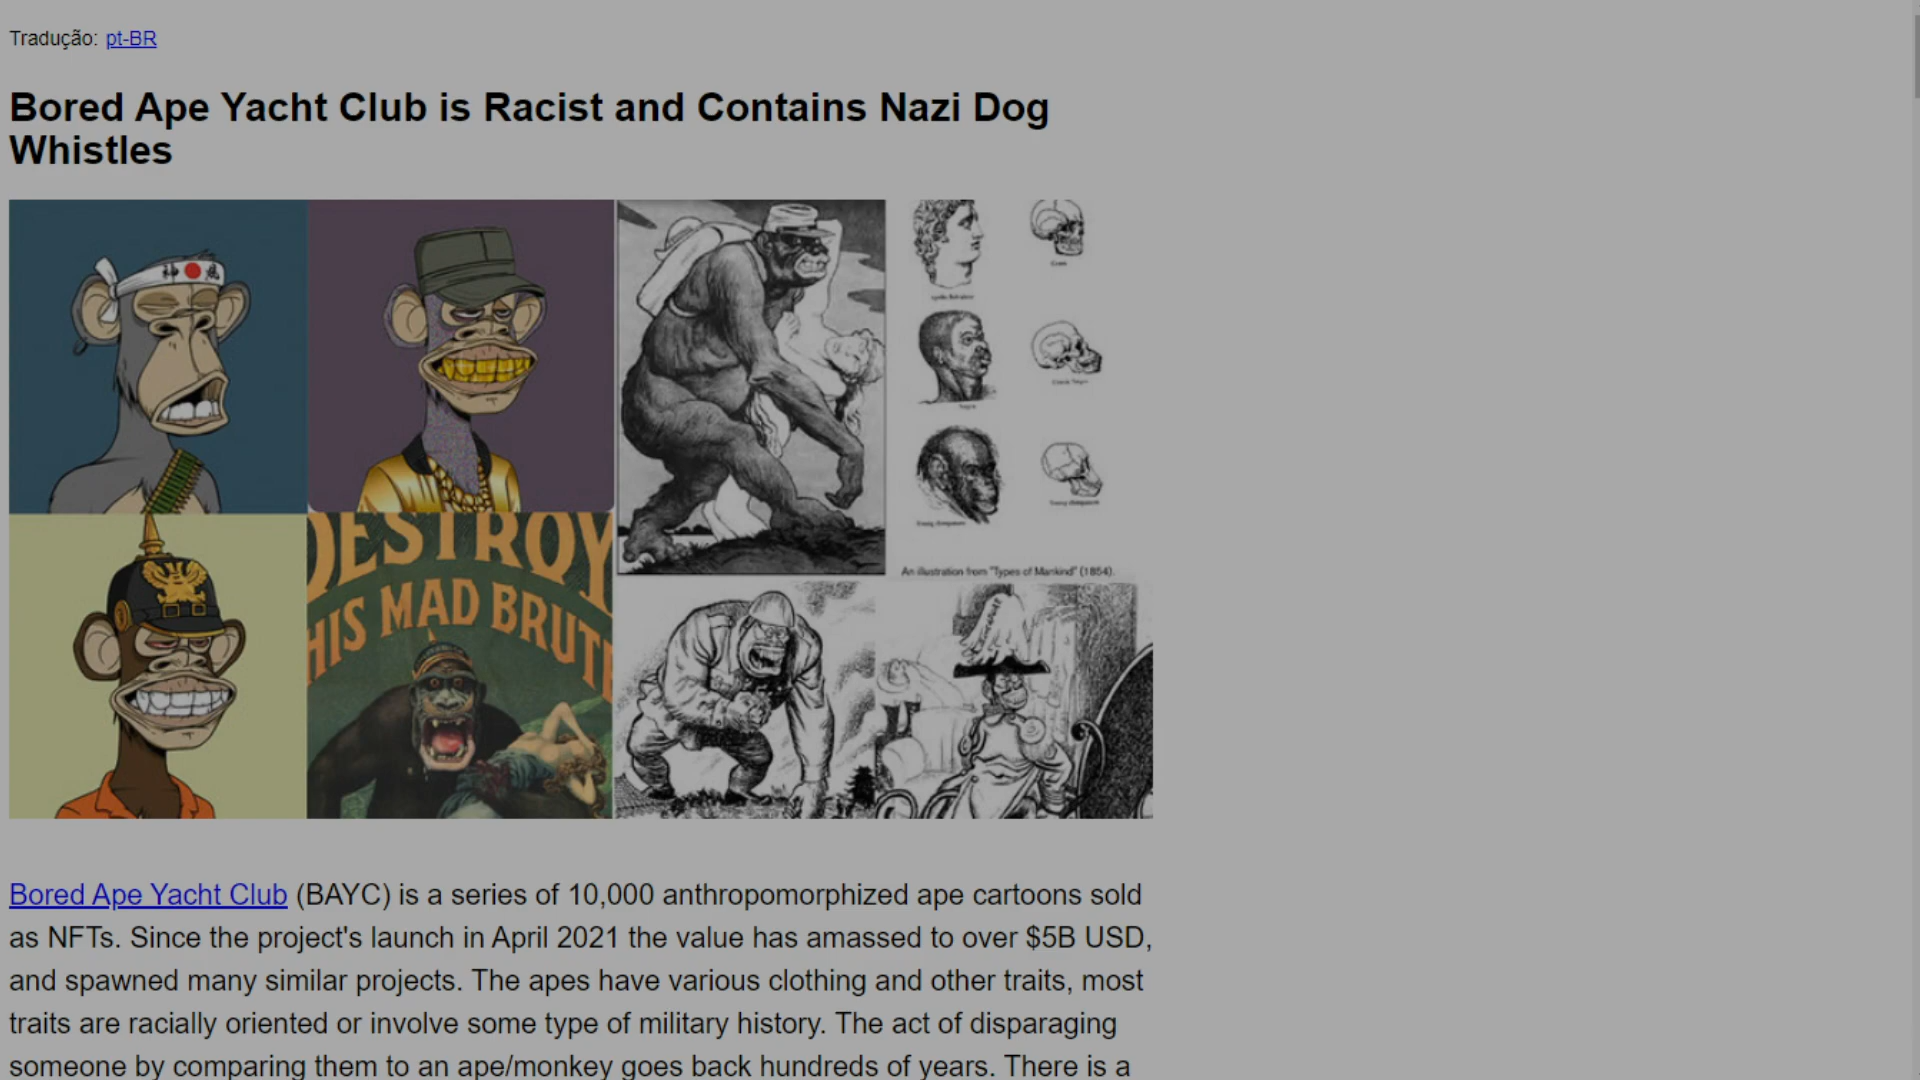 Tradução: pt-BR
Bored Ape Yacht Club is Racist and Contains Nazi Dog
Whistles
神 風
DESTROY
HIS MAD BRUTE
An illustration from "Types of Mankind" (1854).
Bored Ape Yacht Club (BAYC) is a series of 10,000 anthropomorphized ape cartoons sold
as NFTs. Since the project's launch in April 2021 the value has amassed to over $5B USD,
and spawned many similar projects. The apes have various clothing and other traits, most
traits are racially oriented or involve some type of military history. The act of disparaging
someone by comparing them to an ape/monkey goes back hundreds of years. There is a